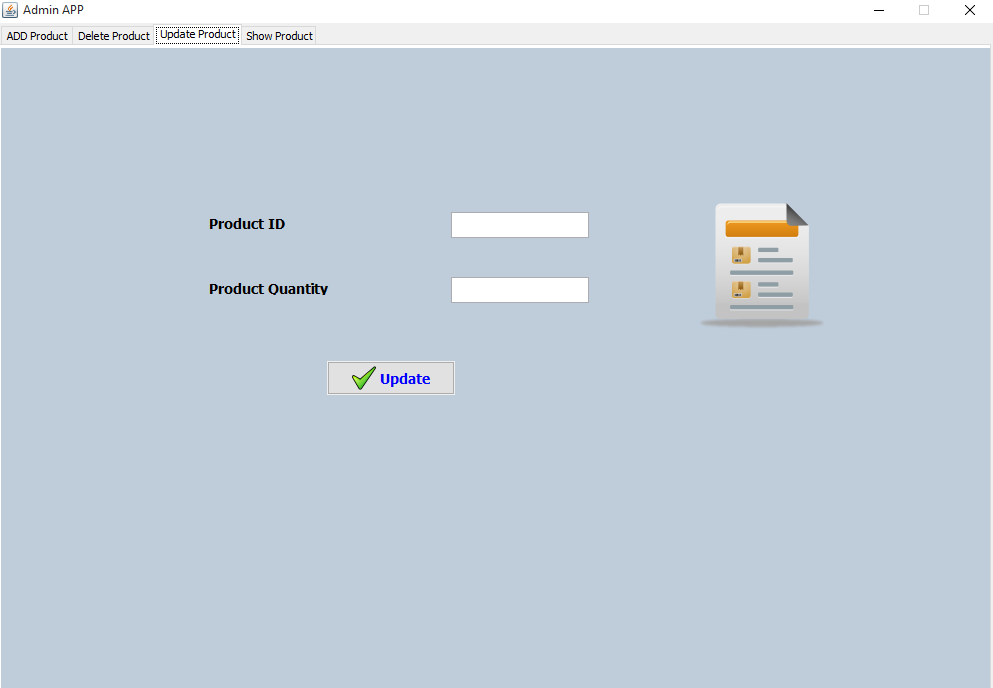 Admin APP
ADD Product Delete Product Update Product Show Product
Product ID
Product Quantity
Update